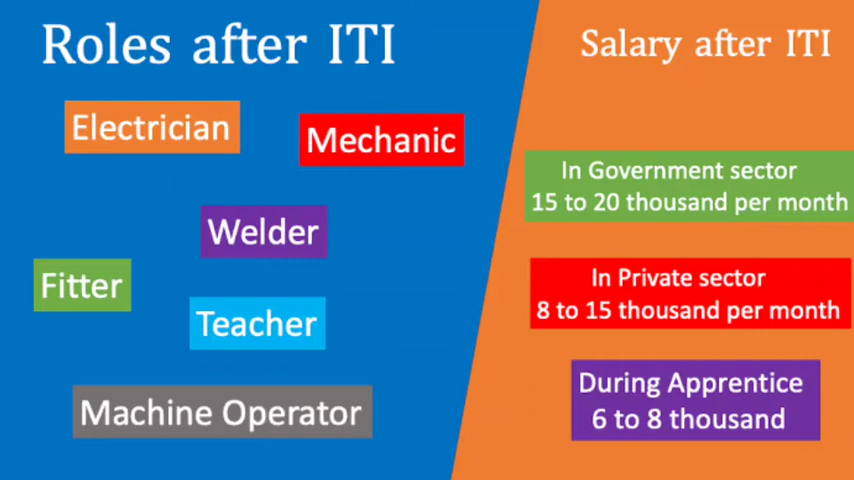 Roles after ITI
Electrician
Mechanic
Welder
Fitter
Teacher
Machine Operator
Salary after ITI
In Government sector
15 to 20 thousand per month
In Private sector
8 to 15 thousand per month
During Apprentice
6 to 8 thousand